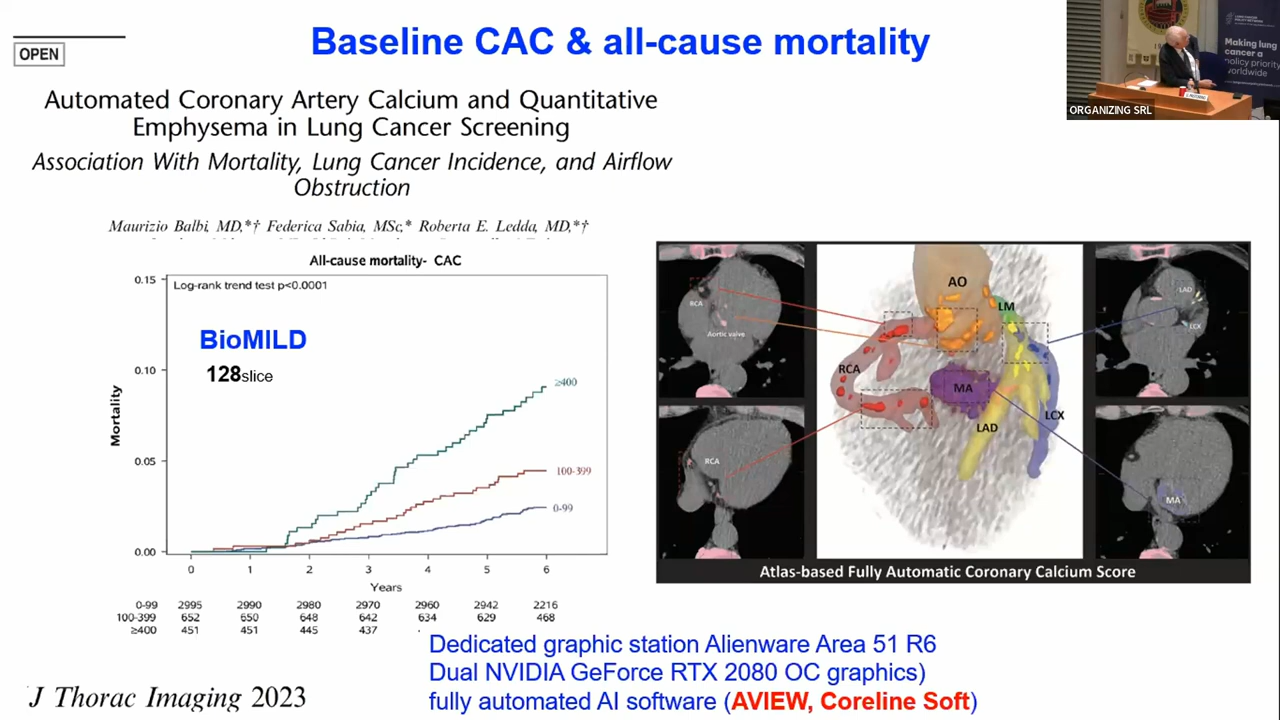 Baseline CAC & all-cause mortality
OPEN
Automated Coronary Artery Calcium and Quantitative
Emphysema in Lung Cancer Screening
Association With Mortality, Lung Cancer Incidence, and Airflow
Obstruction
Maurizio Balbi, MD,*† Federica Sabia, MSc,* Roberta E. Ledda, MD,*†
Making lung
cancer a
policy priority
worldwide
ORGANIZING SRL
All-cause mortality- CAC
Log-rank trend test p<0.0001
BioMILD
128slice
Mortality
0.15
0.10
0.05
0.00
≥400
100-399
0-99
0 1 2 3 4 5 6
Years
0-99 2995 2990 2980 2970 2960 2942 2216
100-399 652 650 648 642 634 629 468
≥400 451 451 445 437
RCA
Aortic valve
RCA
AO
LM
RCA
MA
LAD
LCX
LAD
LCX
MA
Atlas-based Fully Automatic Coronary Calcium Score
Dedicated graphic station Alienware Area 51 R6
Dual NVIDIA GeForce RTX 2080 OC graphics)
fully automated AI software (AVIEW, Coreline Soft)
J Thorac Imaging 2023